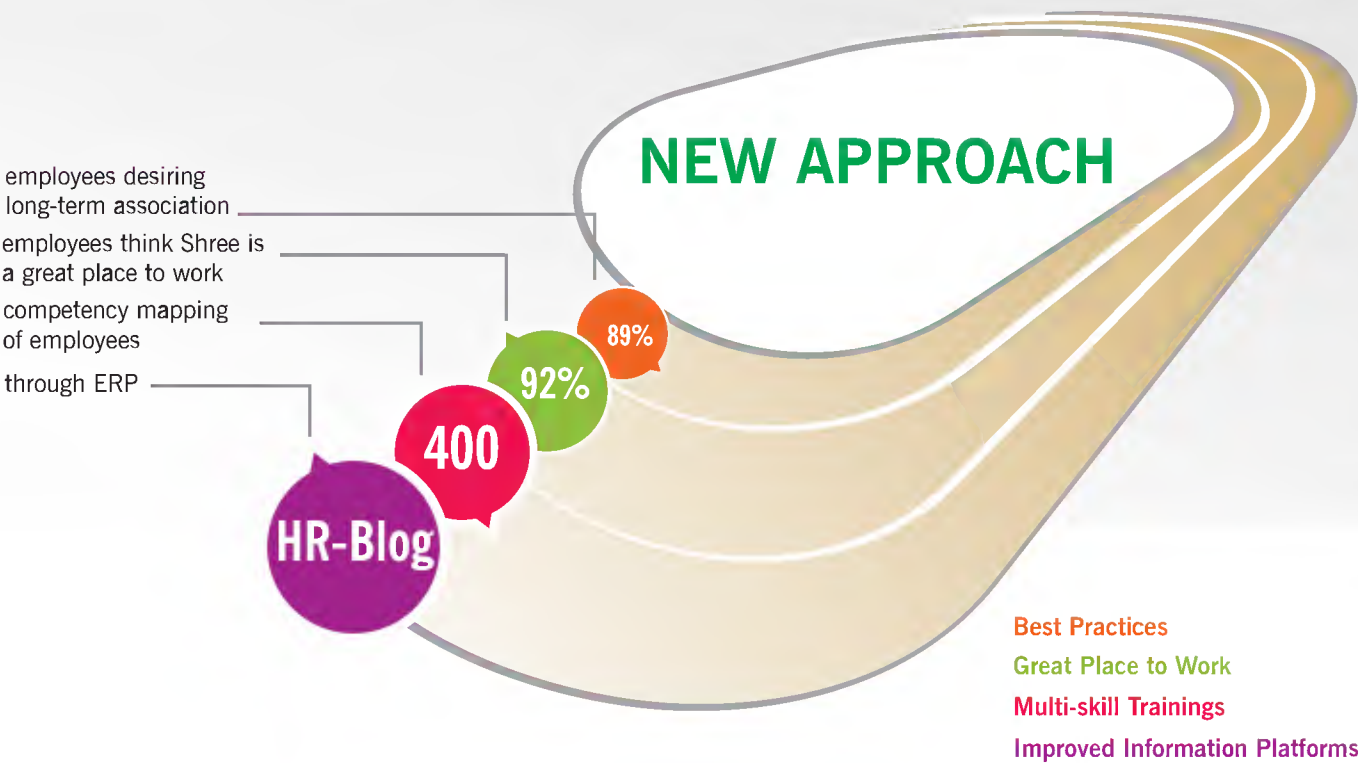 NEW APPROACH
employees desiring
long-term association
employees think Shree is
a great place to work
competency mapping
of employees
through ERP
89%
92%
400
HR-Blog
Best Practices
Great Place to Work
Multi-skill Trainings
Improved Information Platforms